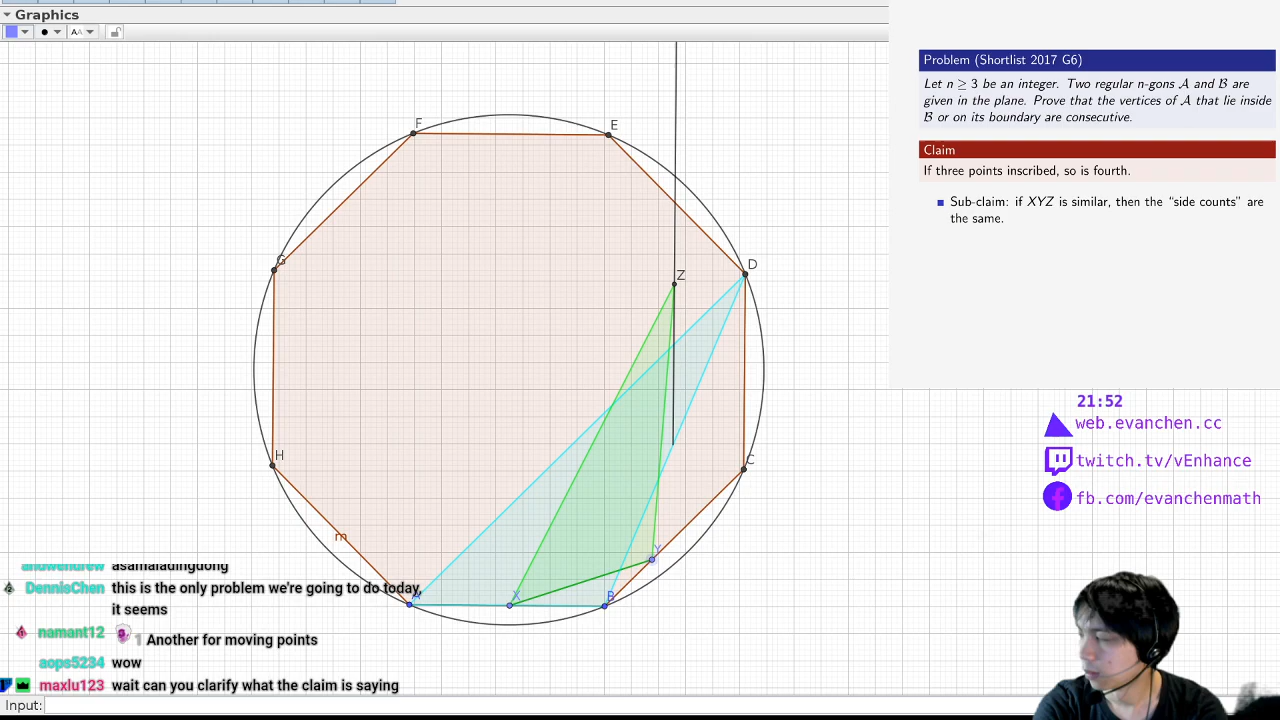 Graphics
AA
Problem (Shortlist 2017 G6)
Let n ≥ 3 be an integer. Two regular n-gons 𝒜 and ℬ are
given in the plane. Prove that the vertices of 𝒜 that lie inside
ℬ or on its boundary are consecutive.
Claim
If three points inscribed, so is fourth.
Sub-claim: if XYZ is similar, then the “side counts” are
the same.
F
E
G
D
Z
H
C
m
Y
A
X
B
21:52
web.evanchen.cc
twitch.tv/vEnhance
fb.com/evanchenmath
andwendrew asamaladingdong
DennisChen this is the only problem we're going to do today,
it seems
namant12 1 Another for moving points
aops5234 wow
maxlu123 wait can you clarify what the claim is saying
Input: